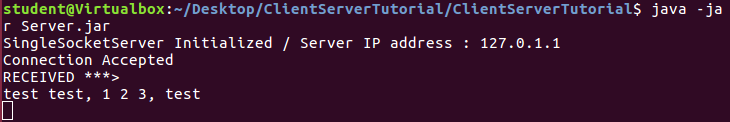 student@Virtualbox:~/Desktop/ClientServerTutorial/ClientServerTutorial$ java -ja
r Server.jar
SingleSocketServer Initialized / Server IP address : 127.0.1.1
Connection Accepted
RECEIVED ***>
test test, 1 2 3, test